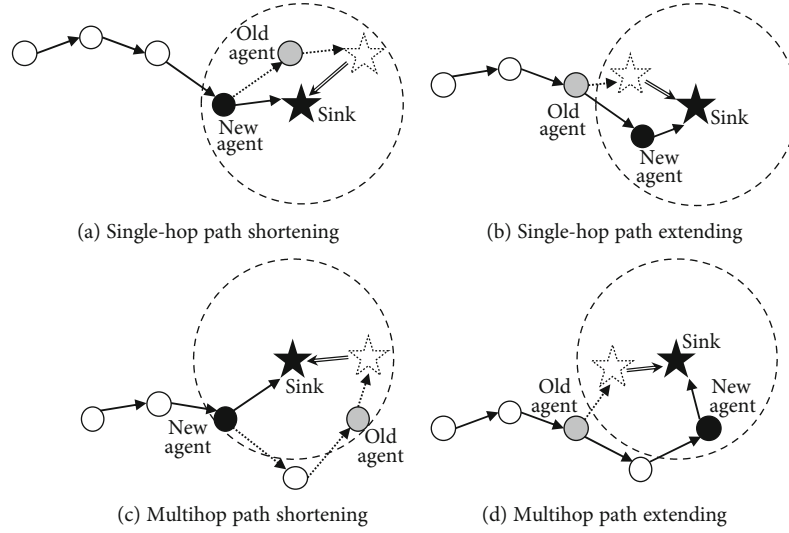 Old
agent
New
agent
Sink
(a) Single-hop path shortening
Old
agent
New
agent
Sink
(b) Single-hop path extending
Sink
New
agent
Old
agent
(c) Multihop path shortening
Sink
Old
agent
New
agent
(d) Multihop path extending